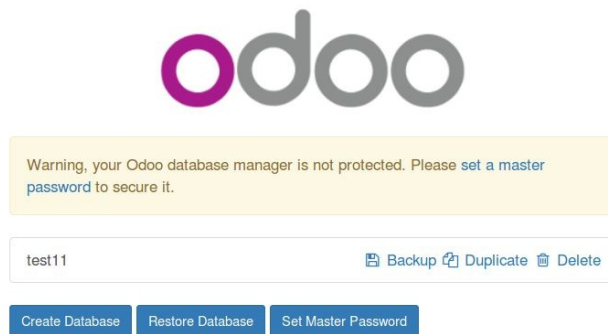 odoo
Warning, your Odoo database manager is not protected. Please set a master
password to secure it.
test11 Backup Duplicate Delete
Create Database Restore Database Set Master Password